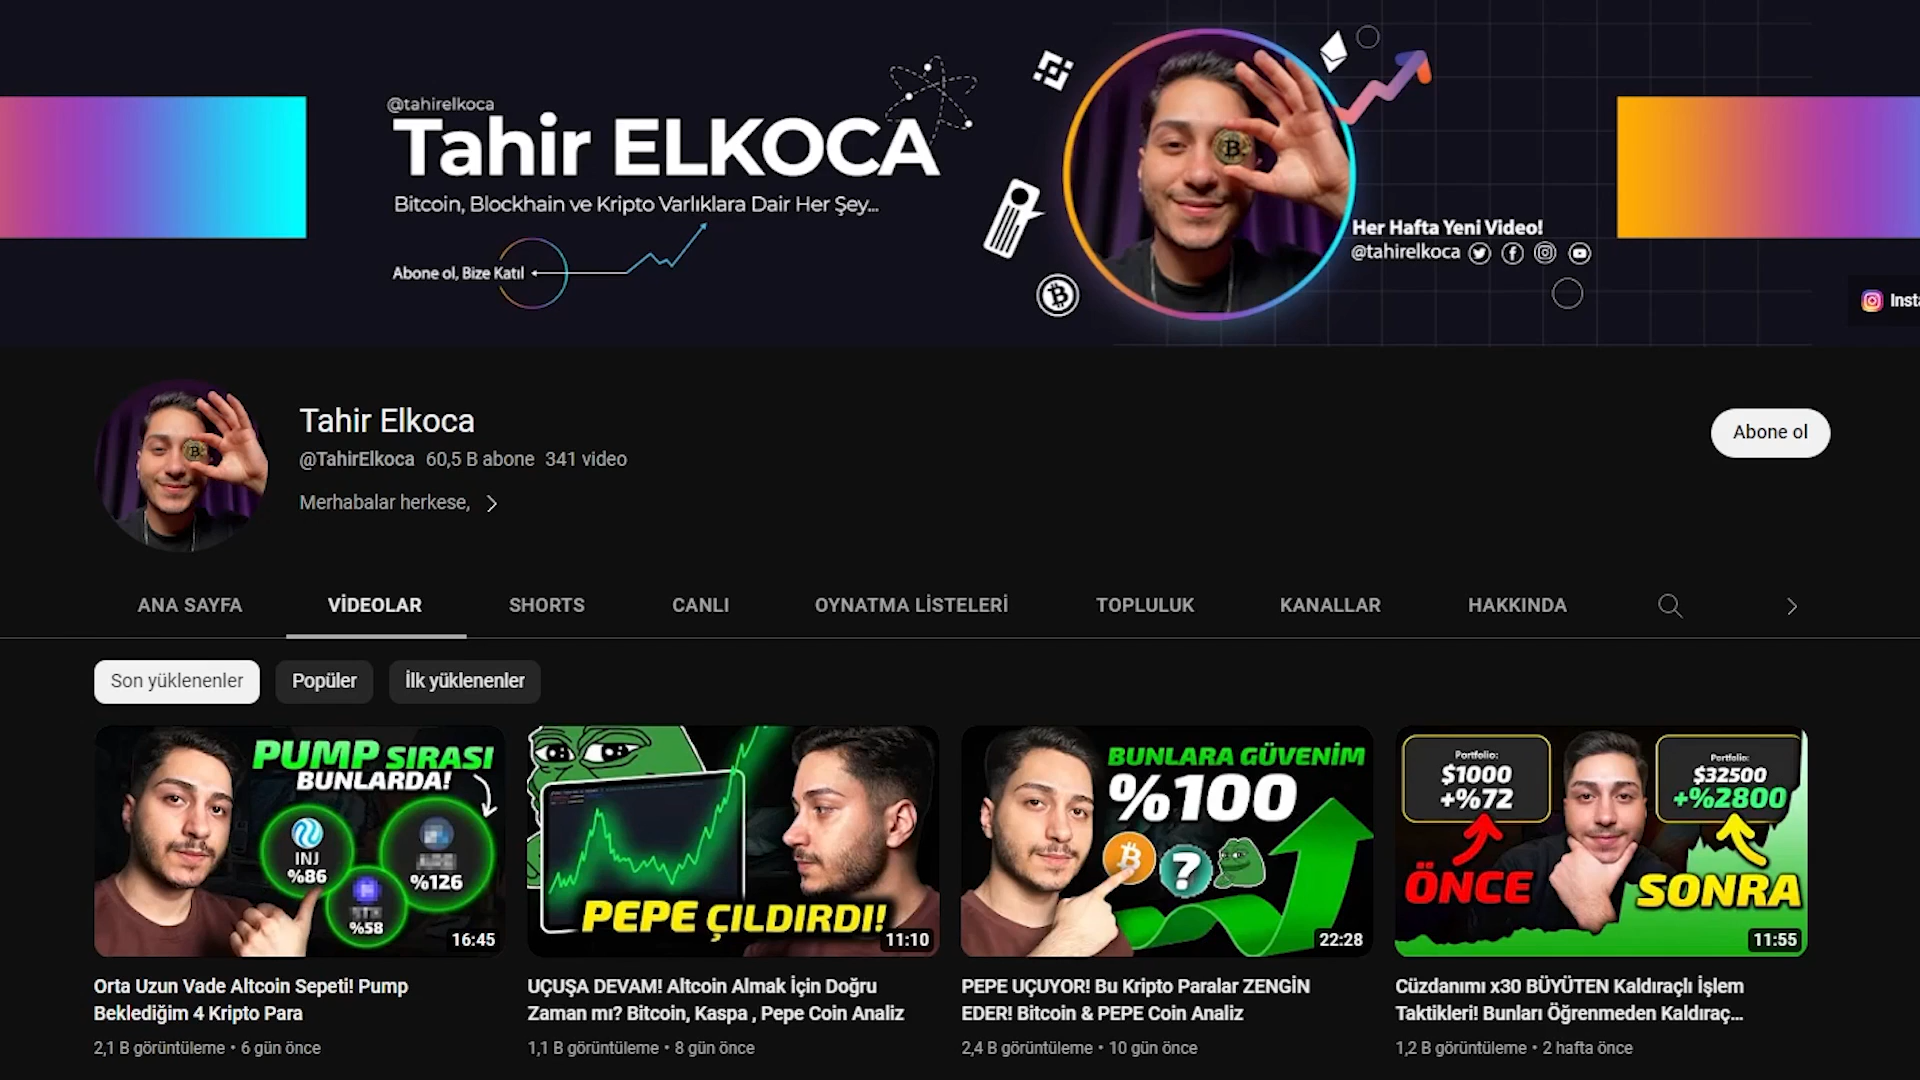 @tahirelkoca
Tahir ELKOCA
Bitcoin, Blockhain ve Kripto Varlıklara Dair Her Şey...
Abone ol, Bize Katıl
Her Hafta Yeni Video!
@tahirelkoca
Insta
Tahir Elkoca
@TahirElkoca 60,5 B abone 341 video
Merhabalar herkese,
Abone ol
ANA SAYFA VİDEOLAR SHORTS CANLI OYNATMA LİSTELERİ TOPLULUK KANALLAR HAKKINDA
Son yüklenenler Popüler İlk yüklenenler
PUMP SIRASI
BUNLARDA!
INJ
%86
%126
%58
16:45
PEPE ÇILDIRDI!
11:10
BUNLARA GÜVENİM
%100
?
22:28
Portfolio:
$1000
+%72
ÖNCE
Portfolio:
$32500
+%2800
SONRA
11:55
Orta Uzun Vade Altcoin Sepeti! Pump
Beklediğim 4 Kripto Para
2,1 B görüntüleme • 6 gün önce
UÇUŞA DEVAM! Altcoin Almak İçin Doğru
Zaman mı? Bitcoin, Kaspa , Pepe Coin Analiz
1,1 B görüntüleme • 8 gün önce
PEPE UÇUYOR! Bu Kripto Paralar ZENGİN
EDER! Bitcoin & PEPE Coin Analiz
2,4 B görüntüleme • 10 gün önce
Cüzdanımı x30 BÜYÜTEN Kaldıraçlı İşlem
Taktikleri! Bunları Öğrenmeden Kaldıraç...
1,2 B görüntüleme • 2 hafta önce